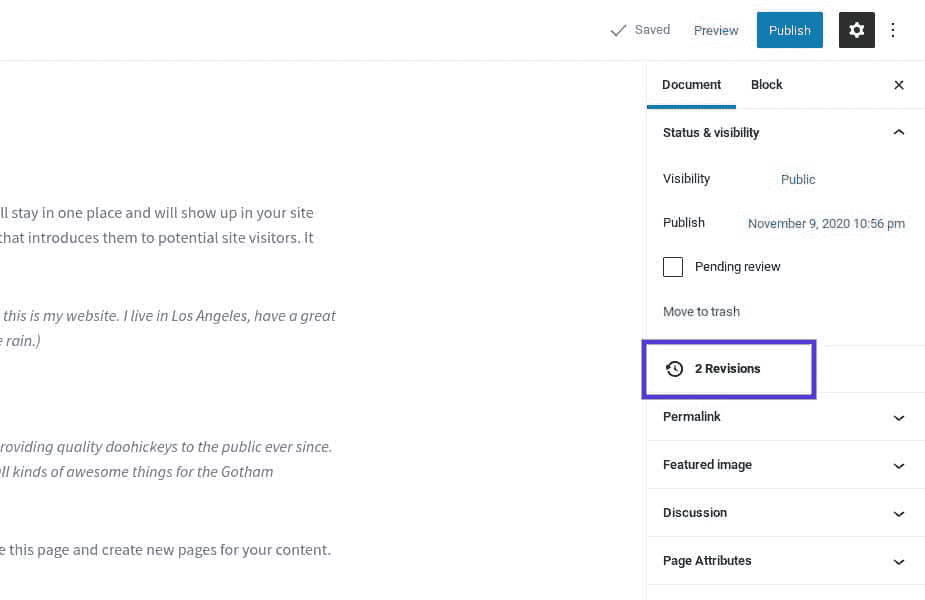 Saved Preview Publish
Document Block
Status & visibility
Visibility Public
Publish November 9, 2020 10:56 pm
Pending review
Move to trash
2 Revisions
Permalink
Featured image
Discussion
Page Attributes
ll stay in one place and will show up in your site
that introduces them to potential site visitors. It
this is my website. I live in Los Angeles, have a great
rain.)
roviding quality doohickeys to the public ever since.
ll kinds of awesome things for the Gotham
e this page and create new pages for your content.